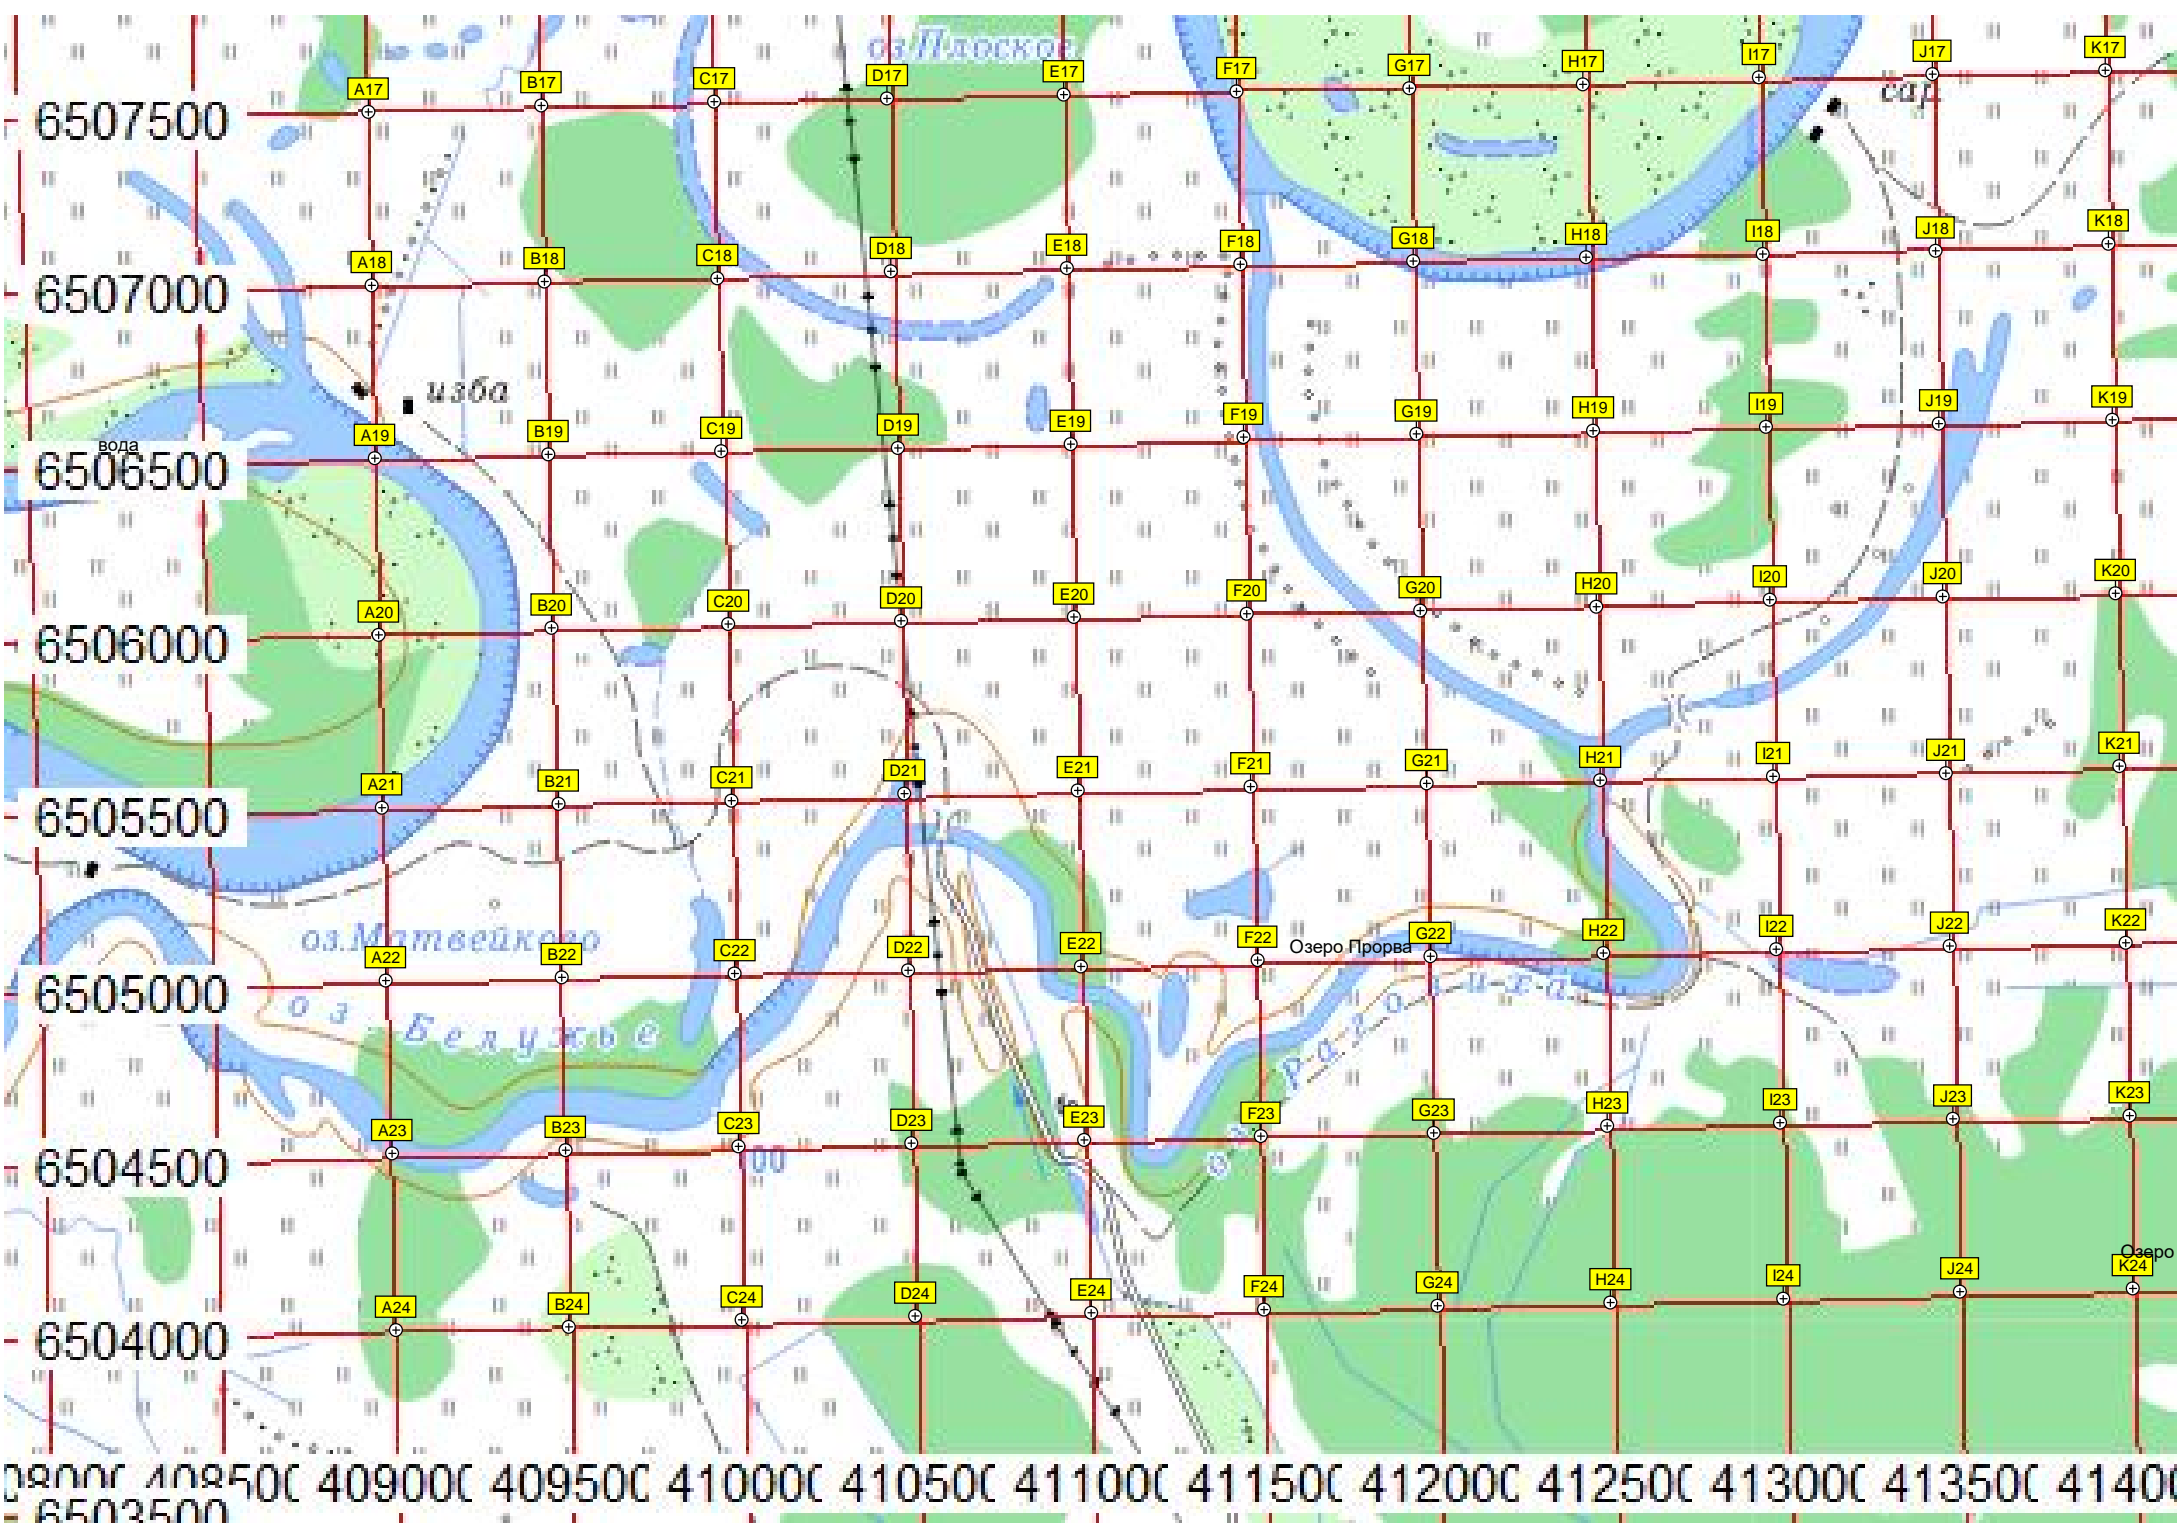 оз.Плоское
A17 B17 C17 D17 E17 F17 G17 H17 I17 J17 K17
сад
6507500
A18 B18 C18 D18 E18 F18 G18 H18 I18 J18 K18
6507000
изба
A19 B19 C19 D19 E19 F19 G19 H19 I19 J19 K19
вода
6506500
A20 B20 C20 D20 E20 F20 G20 H20 I20 J20 K20
6506000
A21 B21 C21 D21 E21 F21 G21 H21 I21 J21 K21
6505500
оз.Матвейково
Озеро Прорва
A22 B22 C22 D22 E22 F22 G22 H22 I22 J22 K22
6505000
оз Белужье
A23 B23 C23 D23 E23 F23 G23 H23 I23 J23 K23
6504500
00
Озеро
A24 B24 C24 D24 E24 F24 G24 H24 I24 J24 K24
6504000
6503500